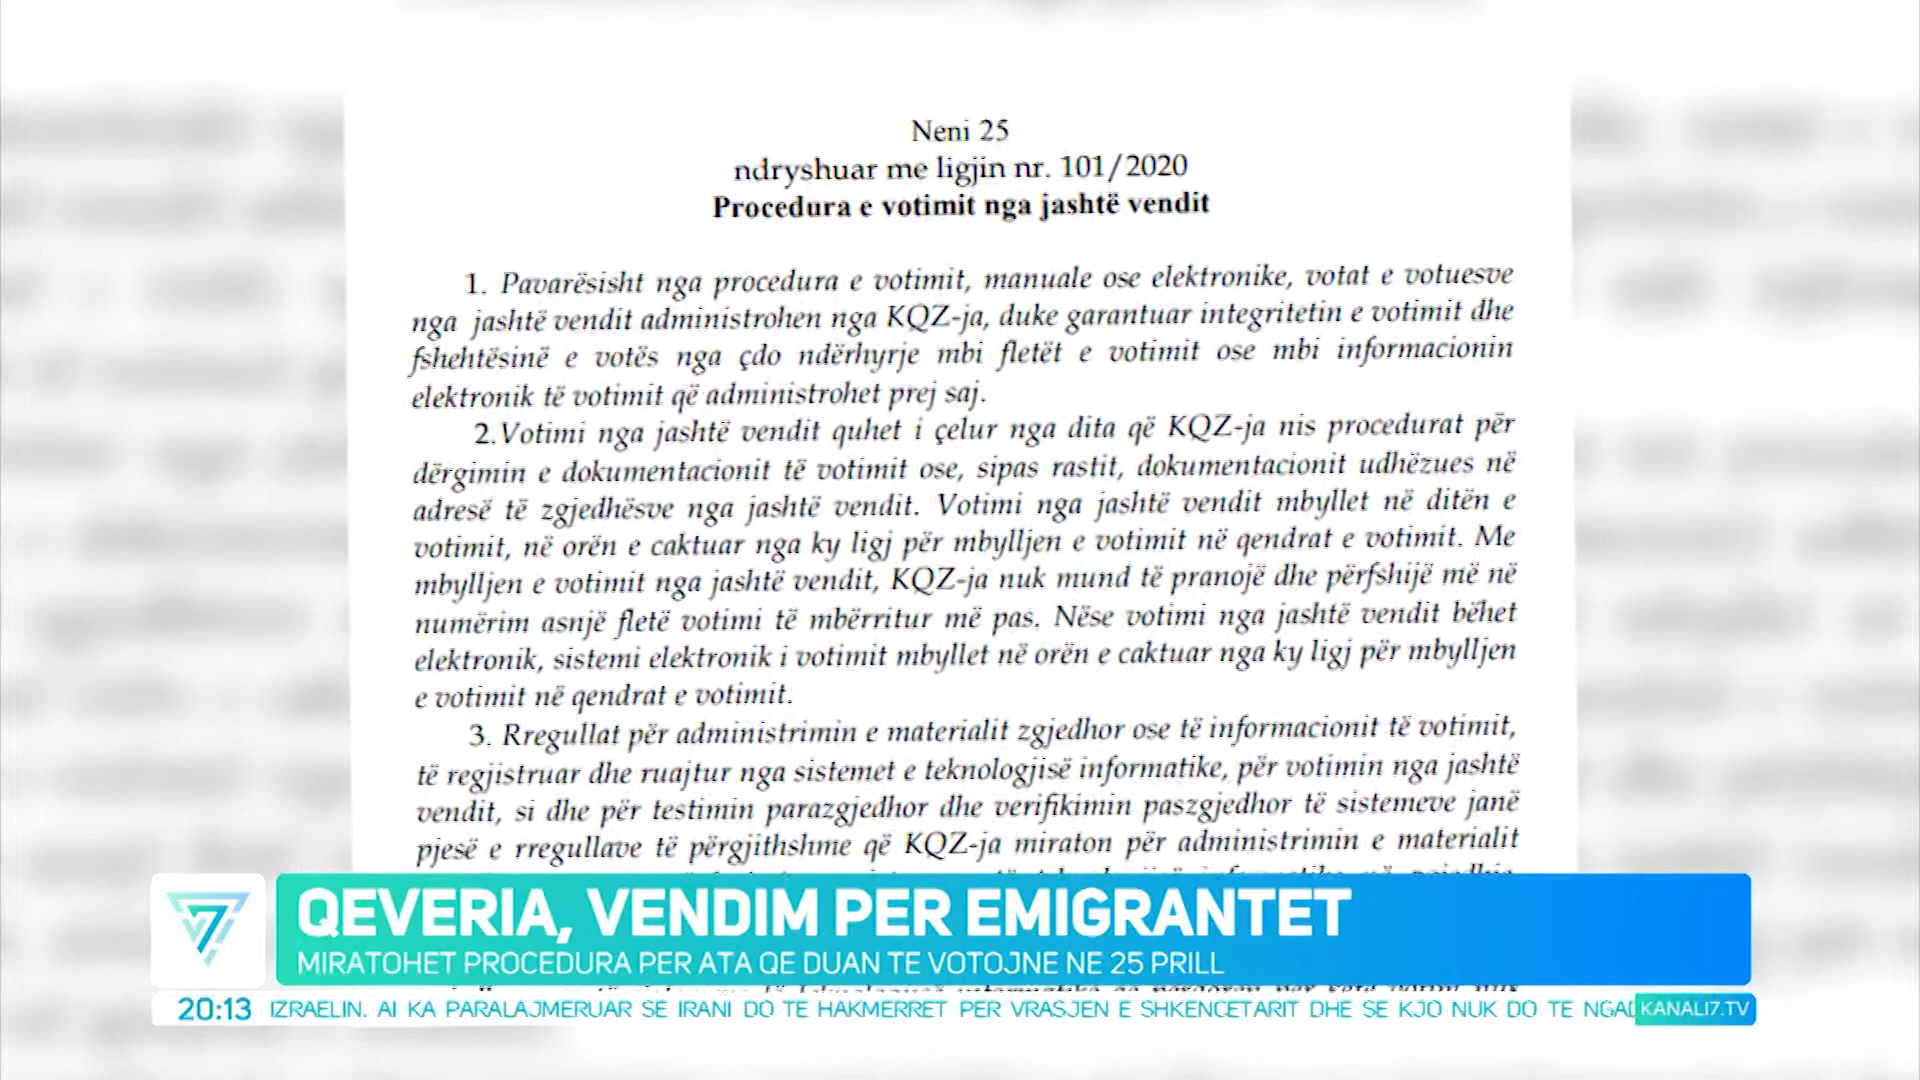 Neni 25
ndryshuar me ligjin nr. 101/2020
Procedura e votimit nga jashtë vendit
1. Pavarësisht nga procedura e votimit, manuale ose elektronike, votat e votuesve
nga jashtë vendit administrohen nga KQZ-ja, duke garantuar integritetin e votimit dhe
fshehtësinë e votës nga çdo ndërhyrje mbi fletët e votimit ose mbi informacionin
elektronik të votimit që administrohet prej saj.
2.Votimi nga jashtë vendit quhet i çelur nga dita që KQZ-ja nis procedurat për
dërgimin e dokumentacionit të votimit ose, sipas rastit, dokumentacionit udhëzues në
adresë të zgjedhësve nga jashtë vendit. Votimi nga jashtë vendit mbyllet në ditën e
votimit, në orën e caktuar nga ky ligj për mbylljen e votimit në qendrat e votimit. Me
mbylljen e votimit nga jashtë vendit, KQZ-ja nuk mund të pranojë dhe përfshijë më në
numërim asnjë fletë votimi të mbërritur më pas. Nëse votimi nga jashtë vendit bëhet
elektronik, sistemi elektronik i votimit mbyllet në orën e caktuar nga ky ligj për mbylljen
e votimit në qendrat e votimit.
3. Rregullat për administrimin e materialit zgjedhor ose të informacionit të votimit,
të regjistruar dhe ruajtur nga sistemet e teknologjisë informatike, për votimin nga jashtë
vendit, si dhe për testimin parazgjedhor dhe verifikimin paszgjedhor të sistemeve janë
pjesë e rregullave të përgjithshme që KQZ-ja miraton për administrimin e materialit
QEVERIA, VENDIM PER EMIGRANTET
MIRATOHET PROCEDURA PER ATA QE DUAN TE VOTOJNE NE 25 PRILL
20:13 IZRAELIN. AI KA PARALAJMERUAR SE IRANI DO TE HAKMERRET PER VRASJEN E SHKENCETARIT DHE SE KJO NUK DO TE NGAD KANALI7.TV